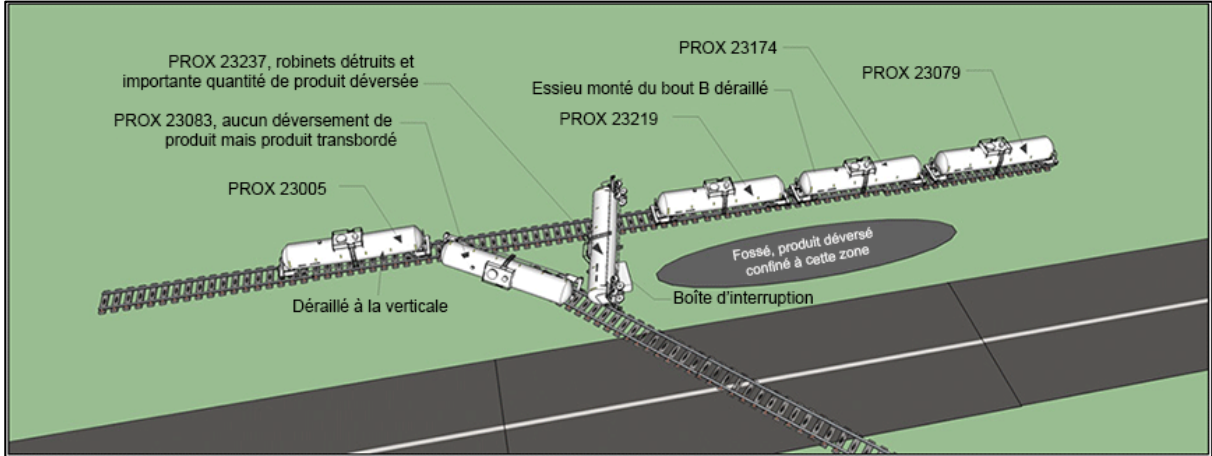 PROX 23237, robinets détruits et
importante quantité de produit déversée
PROX 23083, aucun déversement de
produit mais produit transbordé
PROX 23005
PROX 23174
PROX 23079
Essieu monté du bout B déraillé
PROX 23219
Fossé, produit déversé
confiné à cette zone
Déraillé à la verticale
Boîte d'interruption